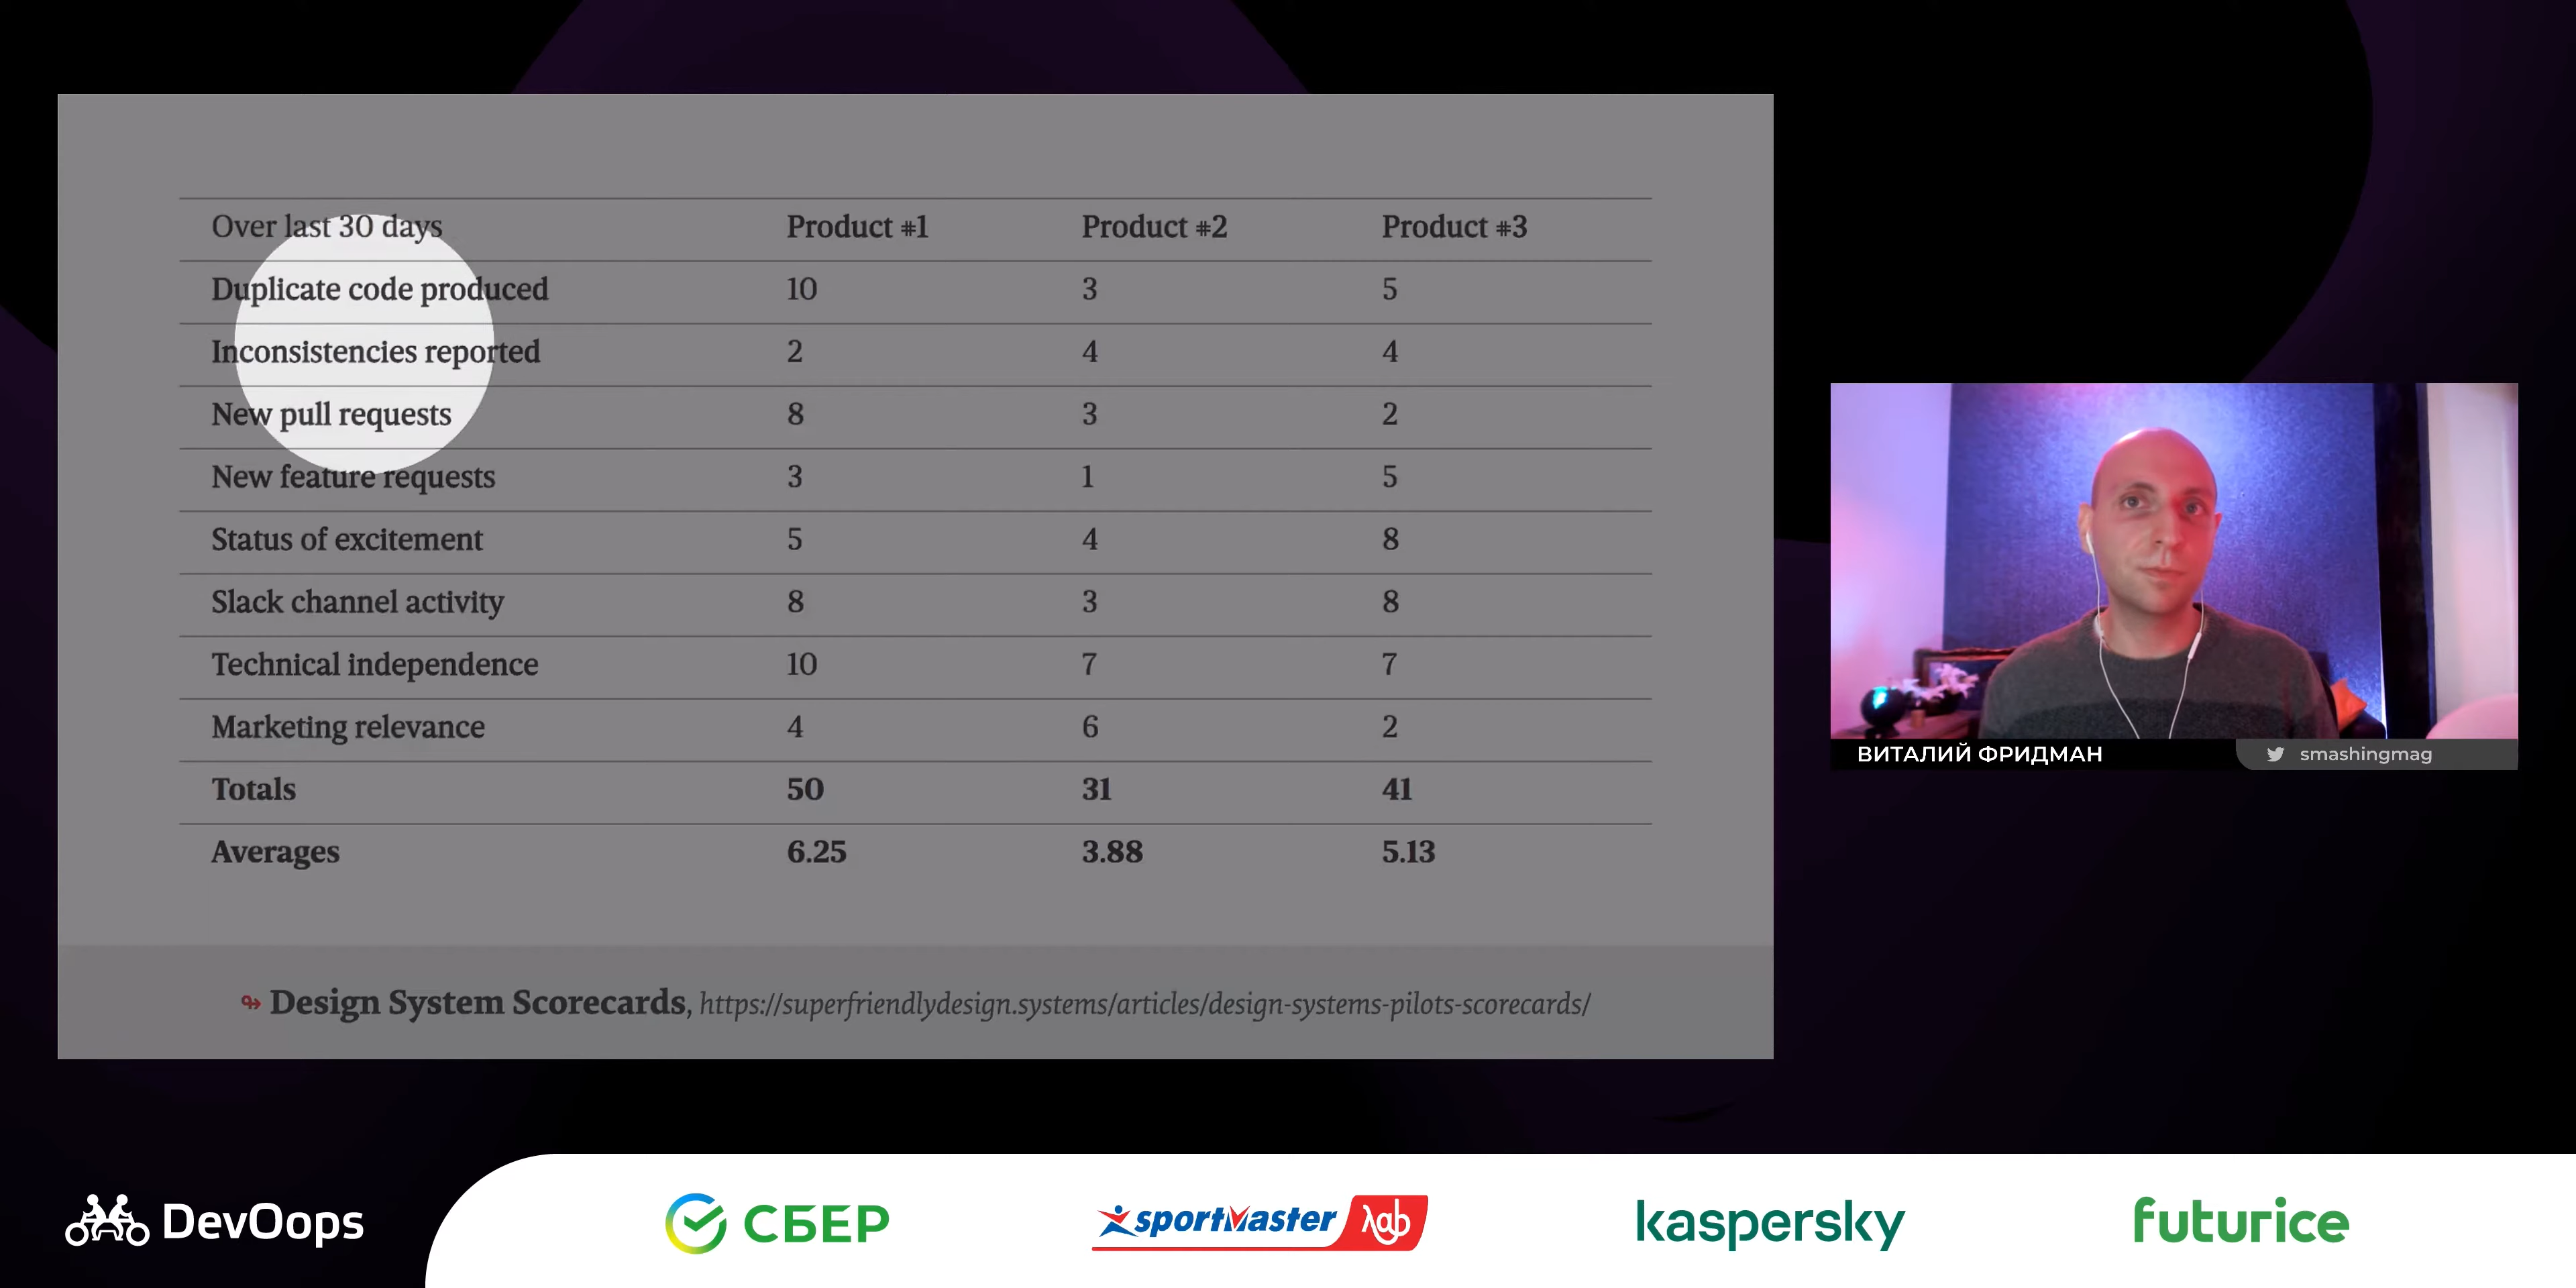 Over last 30 days Product #1 Product #2 Product #3
Duplicate code produced 10 3 5
Inconsistencies reported 2 4 4
New pull requests 8 3 2
New feature requests 3 1 5
Status of excitement 5 4 8
Slack channel activity 8 3 8
Technical independence 10 7 7
Marketing relevance 4 6 2
Totals 50 31 41
Averages 6.25 3.88 5.13
Design System Scorecards, https://superfriendlydesign.systems/articles/design-systems-pilots-scorecards/
ВИТАЛИЙ ФРИДМАН smashingmag
DevOops СБЕР sportmaster λab kaspersky futurice